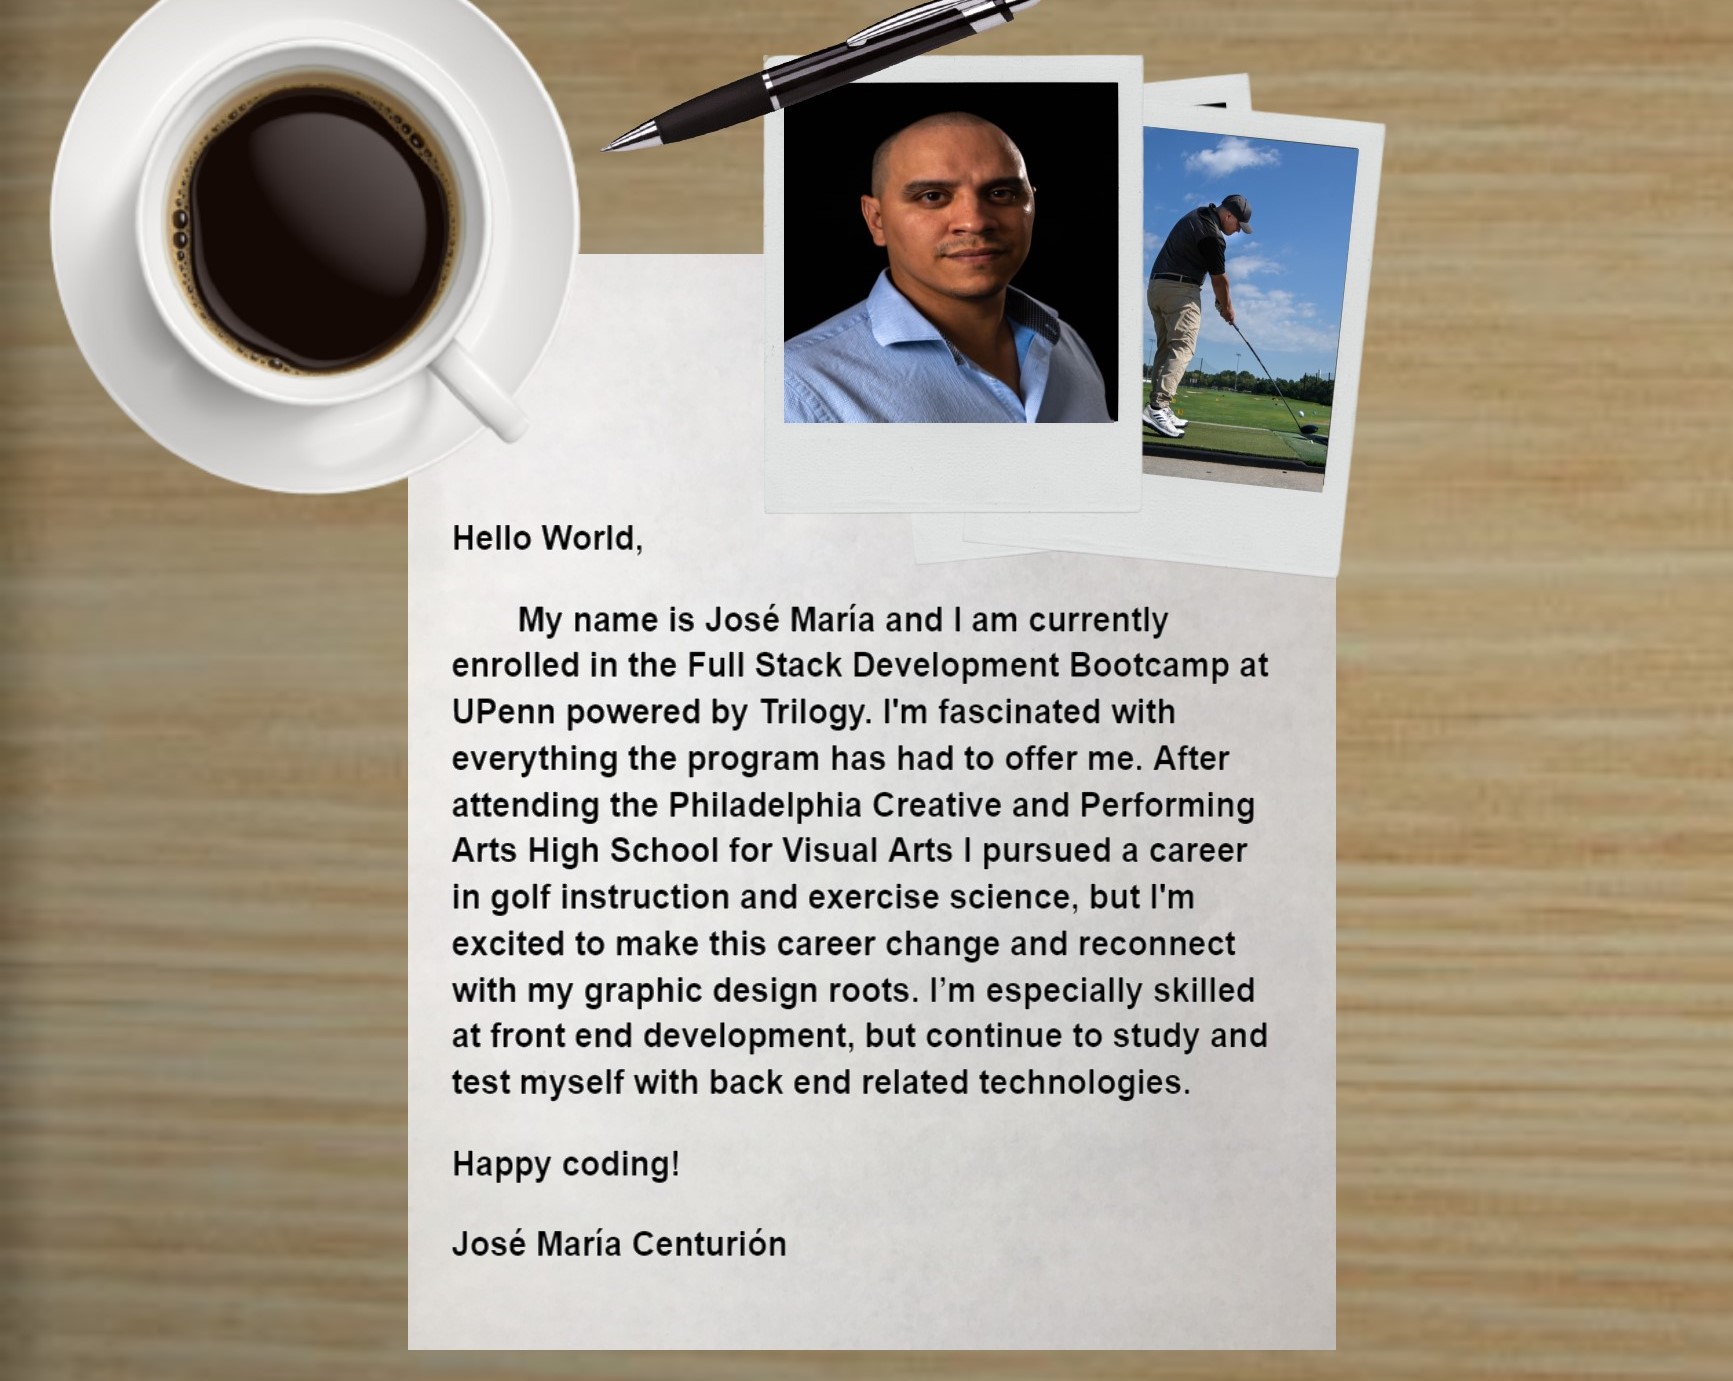 Hello World,
My name is José María and I am currently
enrolled in the Full Stack Development Bootcamp at
UPenn powered by Trilogy. I'm fascinated with
everything the program has had to offer me. After
attending the Philadelphia Creative and Performing
Arts High School for Visual Arts I pursued a career
in golf instruction and exercise science, but I'm
excited to make this career change and reconnect
with my graphic design roots. I’m especially skilled
at front end development, but continue to study and
test myself with back end related technologies.
Happy coding!
José María Centurión